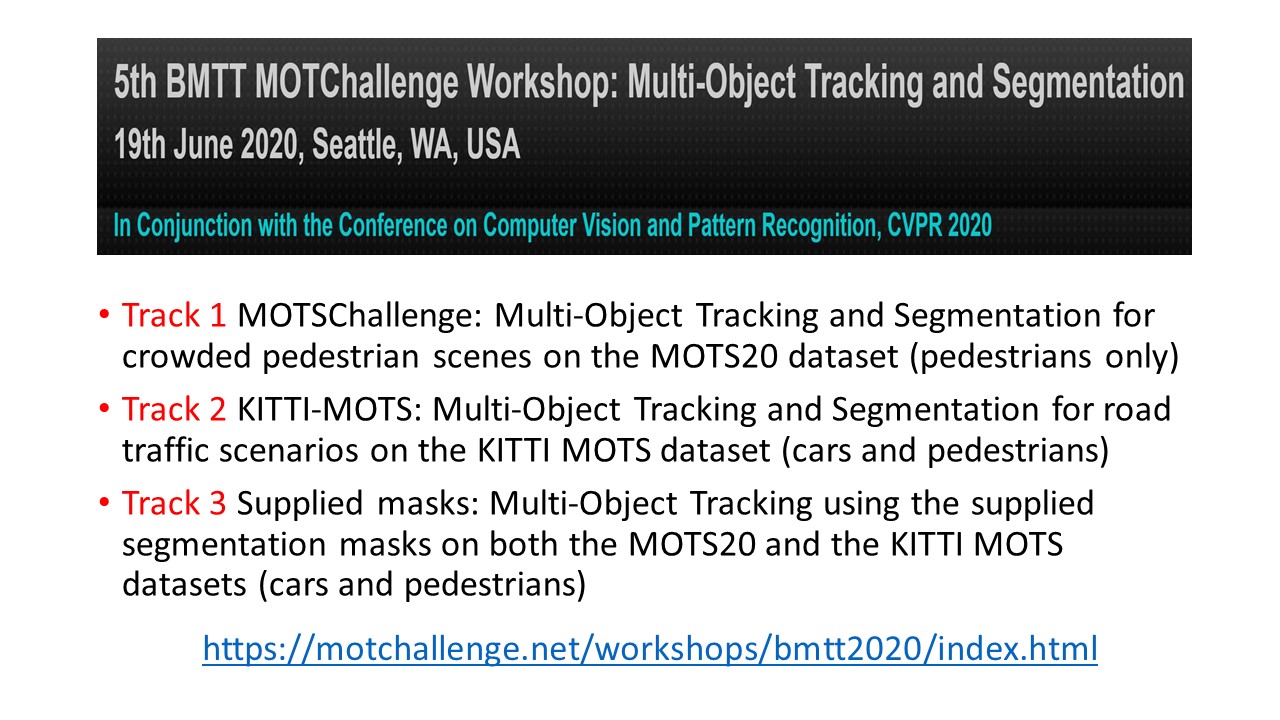 5th BMTT MOTChallenge Workshop: Multi-Object Tracking and Segmentation
19th June 2020, Seattle, WA, USA
In Conjunction with the Conference on Computer Vision and Pattern Recognition, CVPR 2020
• Track 1 MOTSChallenge: Multi-Object Tracking and Segmentation for
crowded pedestrian scenes on the MOTS20 dataset (pedestrians only)
• Track 2 KITTI-MOTS: Multi-Object Tracking and Segmentation for road
traffic scenarios on the KITTI MOTS dataset (cars and pedestrians)
• Track 3 Supplied masks: Multi-Object Tracking using the supplied
segmentation masks on both the MOTS20 and the KITTI MOTS
datasets (cars and pedestrians)
https://motchallenge.net/workshops/bmtt2020/index.html